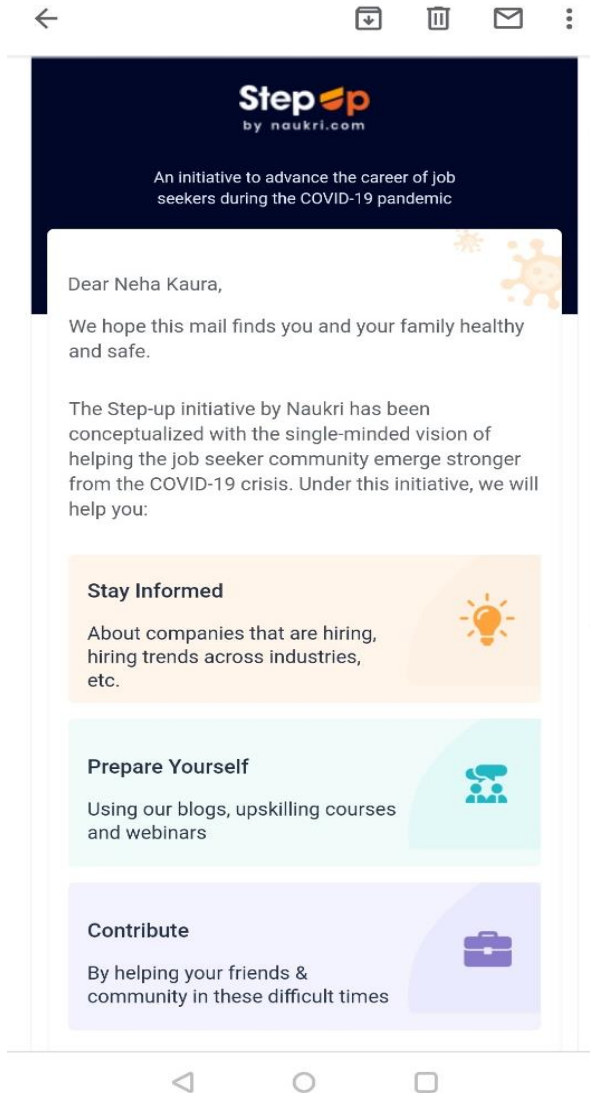 Step up
by naukri.com
An initiative to advance the career of job
seekers during the COVID-19 pandemic
Dear Neha Kaura,
We hope this mail finds you and your family healthy
and safe.
The Step-up initiative by Naukri has been
conceptualized with the single-minded vision of
helping the job seeker community emerge stronger
from the COVID-19 crisis. Under this initiative, we will
help you:
Stay Informed
About companies that are hiring,
hiring trends across industries,
etc.
Prepare Yourself
Using our blogs, upskilling courses
and webinars
Contribute
By helping your friends &
community in these difficult times